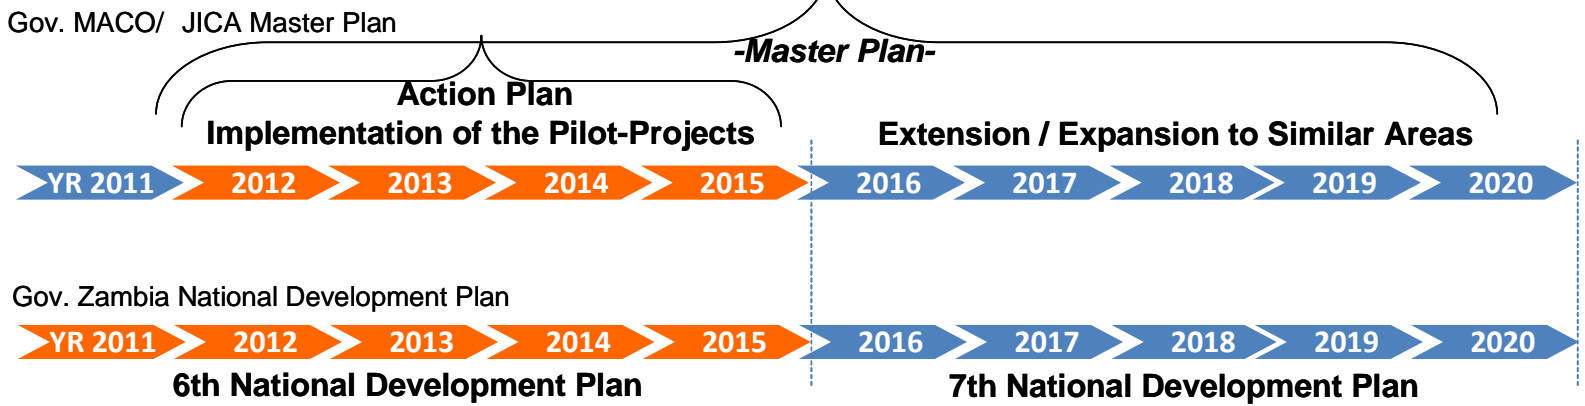 Gov. MACO/ JICA Master Plan
-Master Plan-
Action Plan
Implementation of the Pilot-Projects
Extension / Expansion to Similar Areas
YR 2011 2012 2013 2014 2015 2016 2017 2018 2019 2020
Gov. Zambia National Development Plan
YR 2011 2012 2013 2014 2015 2016 2017 2018 2019 2020
6th National Development Plan
7th National Development Plan